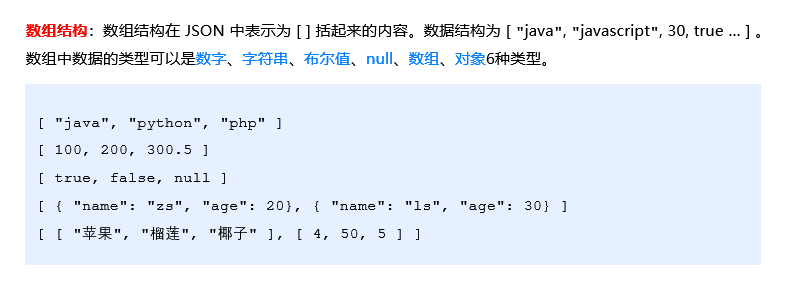 数组结构：数组结构在 JSON 中表示为 [ ] 括起来的内容。数据结构为 [ "java", "javascript", 30, true … ] 。
数组中数据的类型可以是数字、字符串、布尔值、null、数组、对象6种类型。
[ "java", "python", "php" ]
[ 100, 200, 300.5 ]
[ true, false, null ]
[ { "name": "zs", "age": 20}, { "name": "ls", "age": 30} ]
[ [ "苹果", "榴莲", "椰子" ], [ 4, 50, 5 ] ]